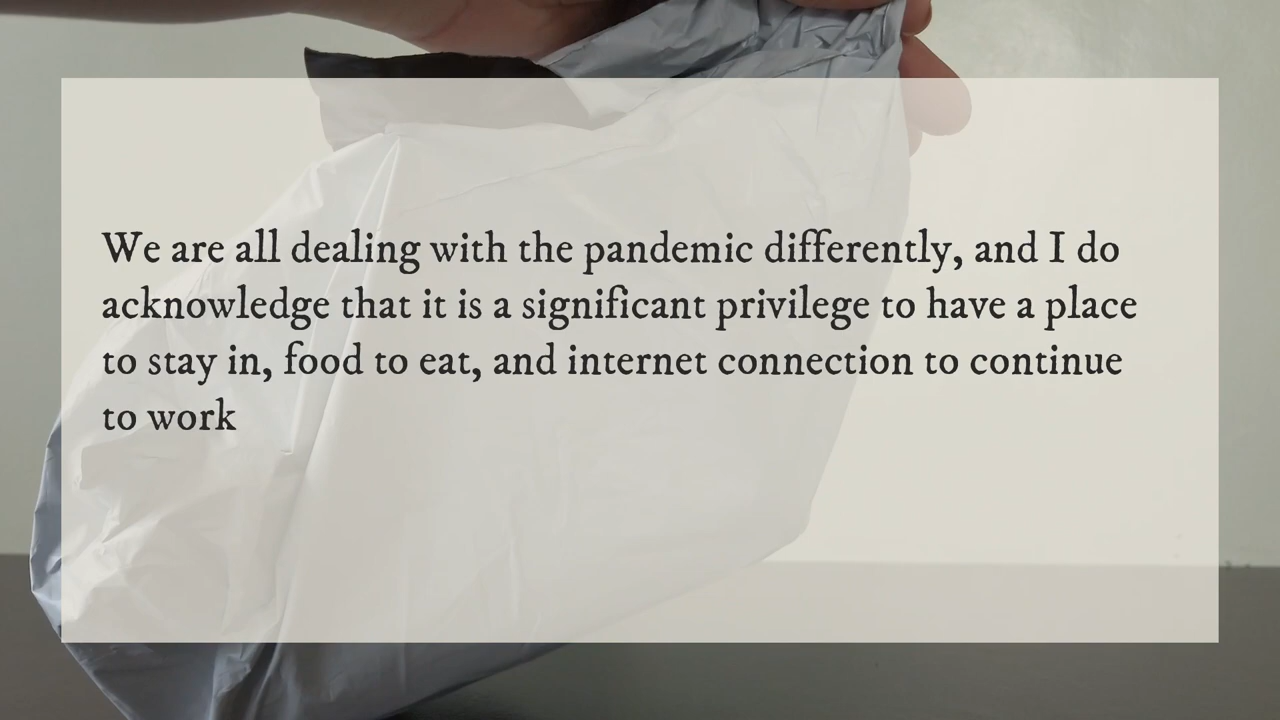 We are all dealing with the pandemic differently, and I do
acknowledge that it is a significant privilege to have a place
to stay in, food to eat, and internet connection to continue
to work